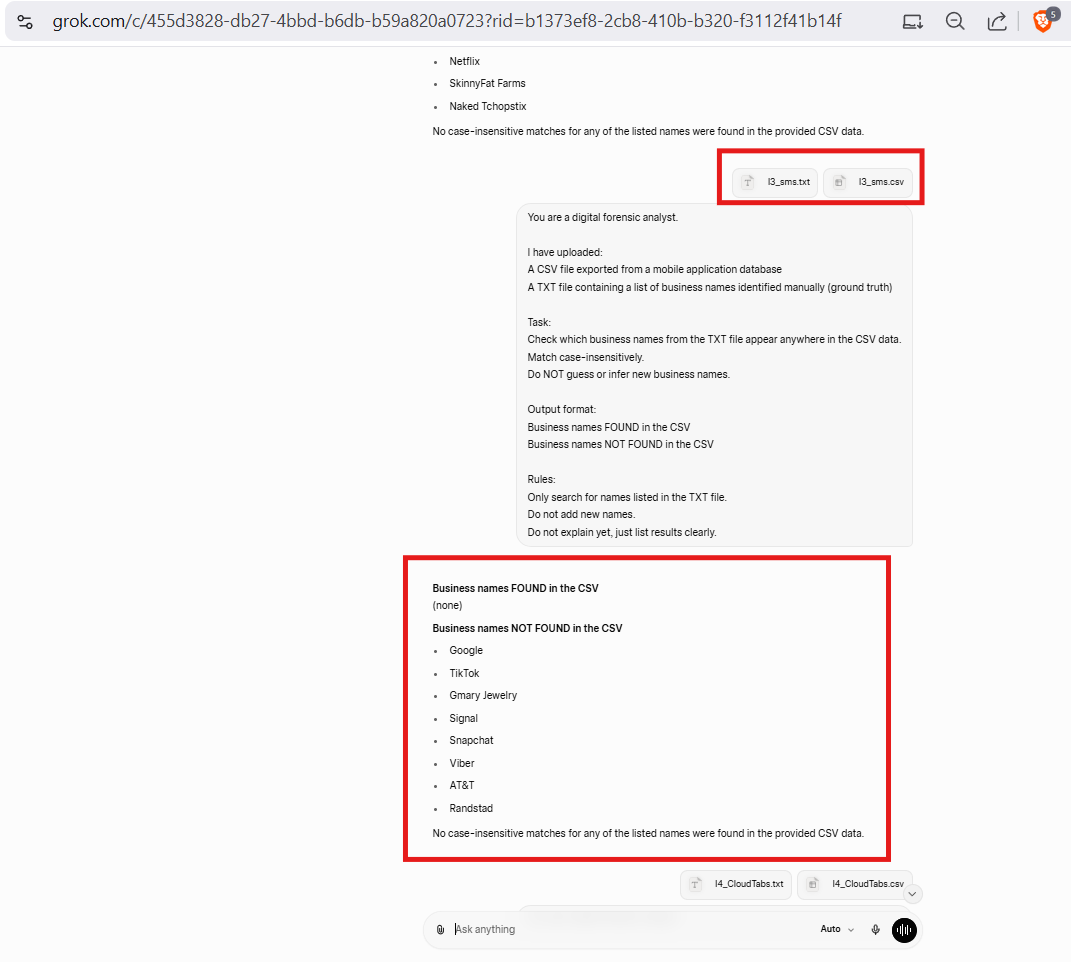 grok.com/c/455d3828-db27-4bbd-b6db-b59a820a0723?rid=b1373ef8-2cb8-410b-b320-f3112f41b14f
5
Netflix
SkinnyFat Farms
Naked Tchopstix
No case-insensitive matches for any of the listed names were found in the provided CSV data.
I3_sms.txt I3_sms.csv
You are a digital forensic analyst.
I have uploaded:
A CSV file exported from a mobile application database
A TXT file containing a list of business names identified manually (ground truth)
Task:
Check which business names from the TXT file appear anywhere in the CSV data.
Match case-insensitively.
Do NOT guess or infer new business names.
Output format:
Business names FOUND in the CSV
Business names NOT FOUND in the CSV
Rules:
Only search for names listed in the TXT file.
Do not add new names.
Do not explain yet, just list results clearly.
Business names FOUND in the CSV
(none)
Business names NOT FOUND in the CSV
Google
TikTok
Gmary Jewelry
Signal
Snapchat
Viber
AT&T
Randstad
No case-insensitive matches for any of the listed names were found in the provided CSV data.
I4_CloudTabs.txt I4_CloudTabs.csv
Ask anything Auto